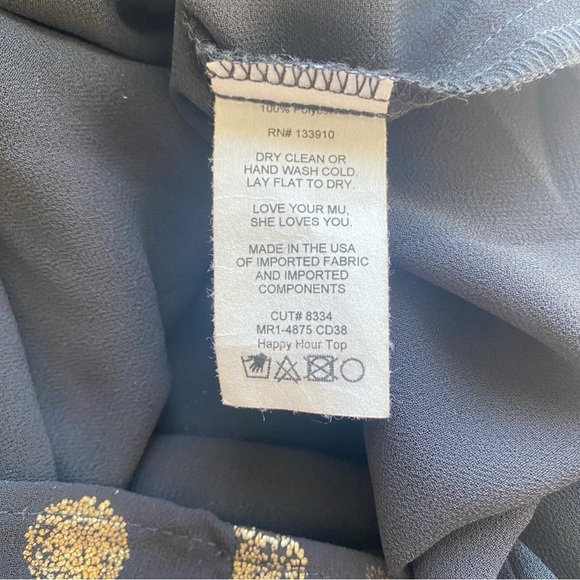 100% Polyester
RN# 133910
DRY CLEAN OR
HAND WASH COLD.
LAY FLAT TO DRY.
LOVE YOUR MU,
SHE LOVES YOU.
MADE IN THE USA
OF IMPORTED FABRIC
AND IMPORTED
COMPONENTS
CUT# 8334
MR1-4875 CD38
Happy Hour Top